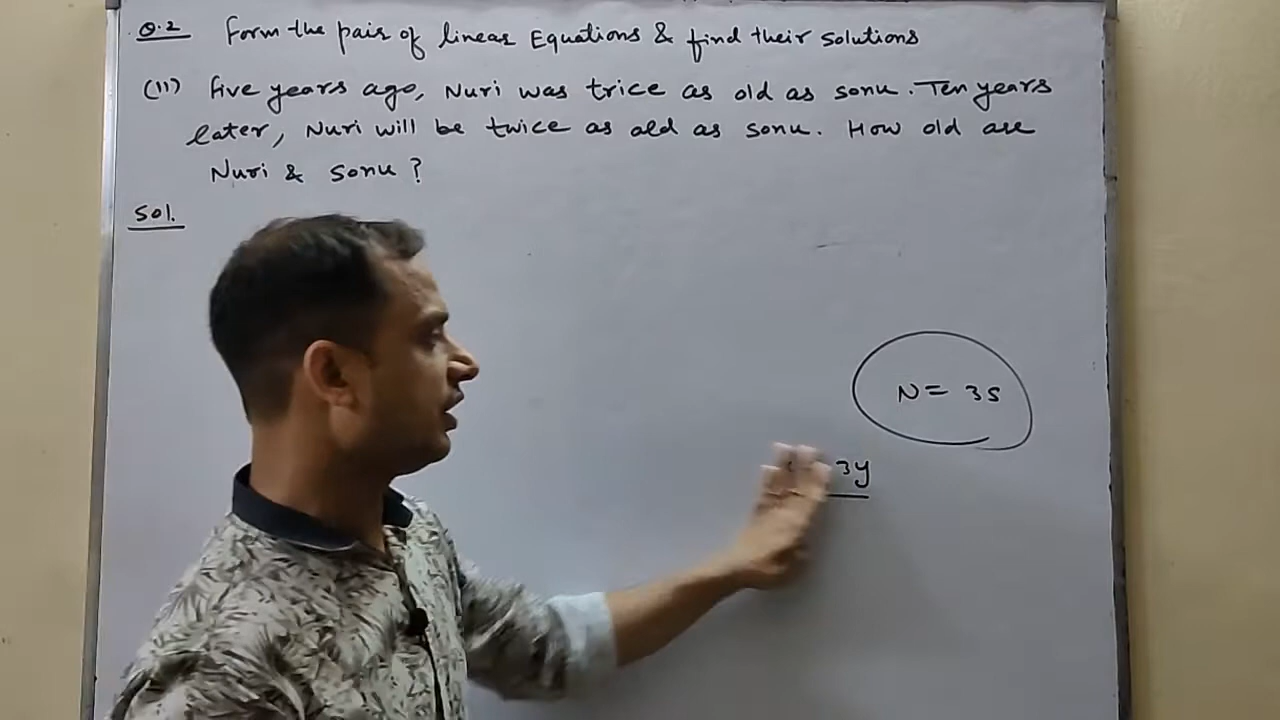 Q.2 Form the pair of linear Equations & find their solutions
(ii) Five years ago, Nuri was trice as old as sonu. Ten years
later, Nuri will be twice as old as sonu. How old are
Nuri & sonu?
Sol.
N = 3s
3y